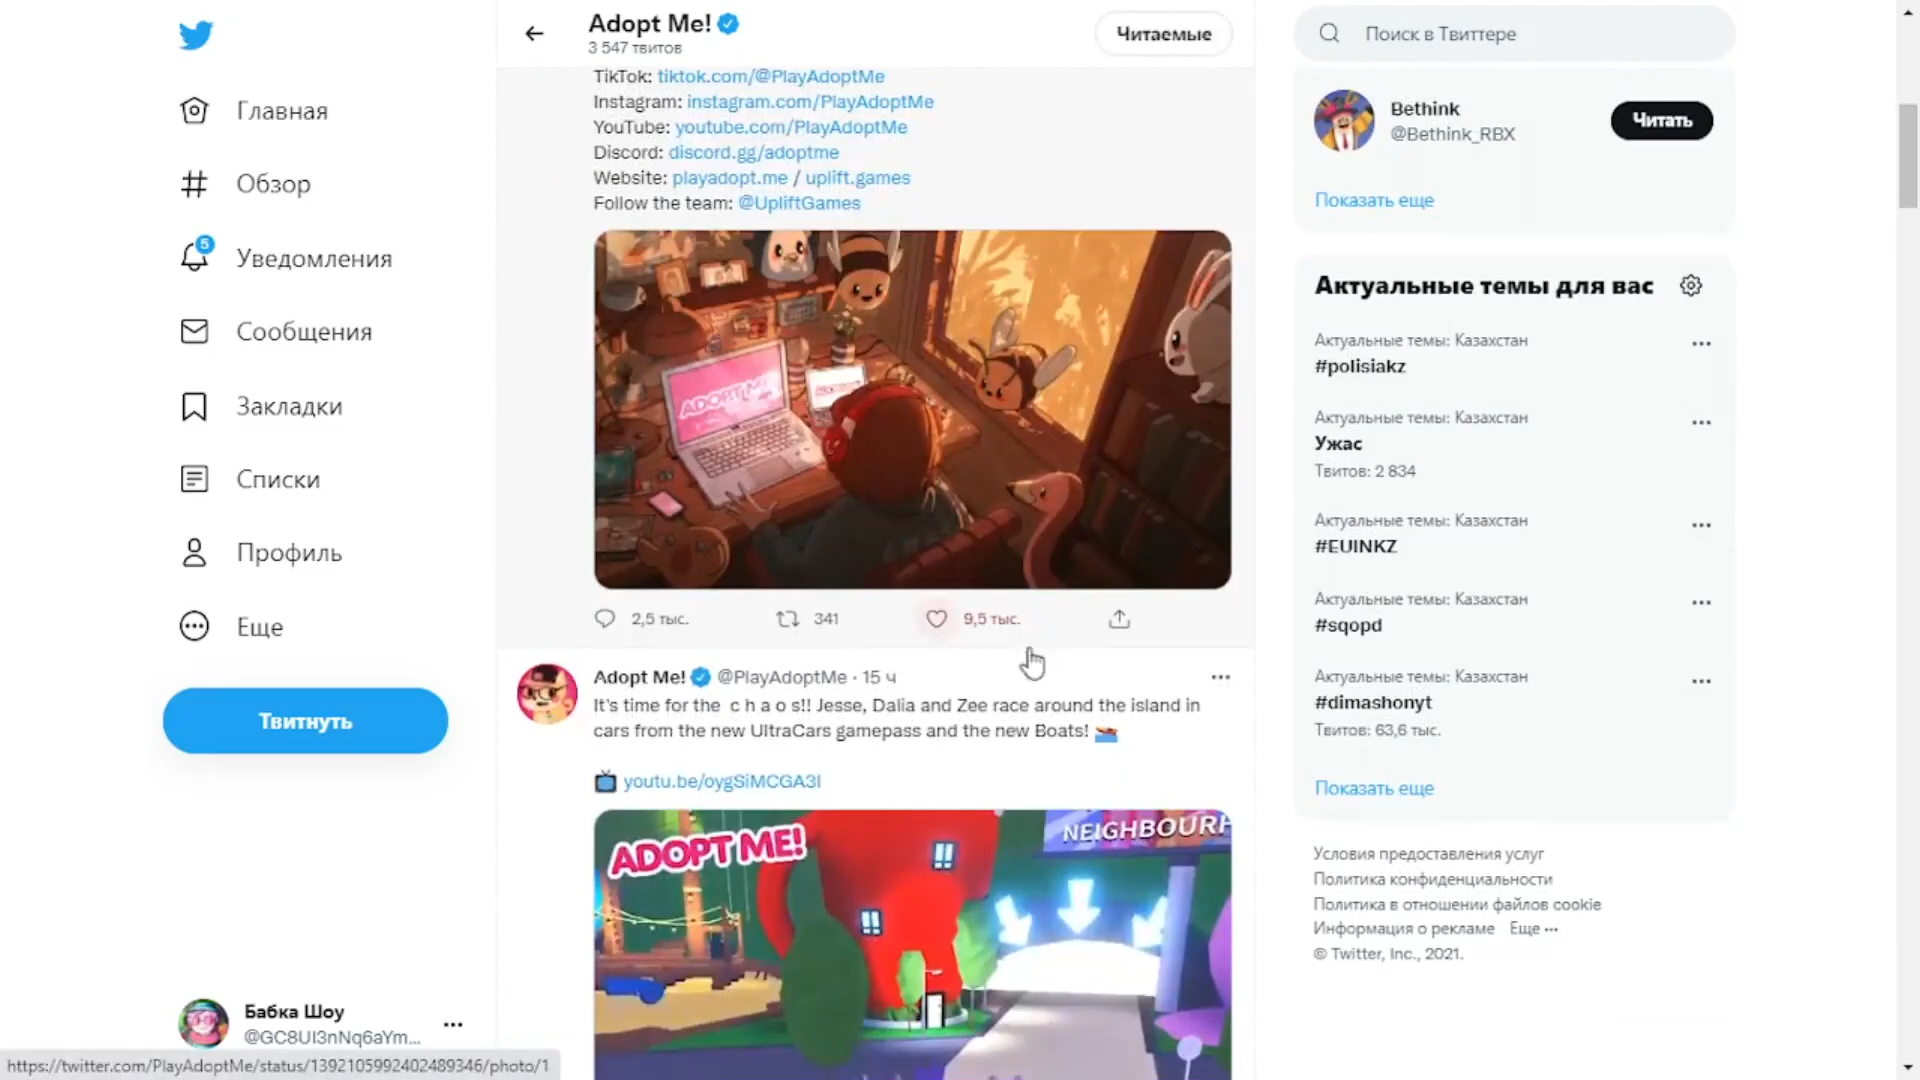 Главная
Обзор
5
Уведомления
Сообщения
Закладки
Списки
Профиль
Еще
Твитнуть
Бабка Шоу
@GC8UI3nNq6aYm...
https://twitter.com/PlayAdoptMe/status/1392105992402489346/photo/1
Adopt Me!
3 547 твитов
Читаемые
TikTok: tiktok.com/@PlayAdoptMe
Instagram: instagram.com/PlayAdoptMe
YouTube: youtube.com/PlayAdoptMe
Discord: discord.gg/adoptme
Website: playadopt.me / uplift.games
Follow the team: @UpliftGames
ADOPT ME
2,5 тыс.
341
9,5 тыс.
Adopt Me! @PlayAdoptMe · 15 ч
It's time for the c h a o s!! Jesse, Dalia and Zee race around the island in
cars from the new UltraCars gamepass and the new Boats!
youtu.be/oygSiMCGA3I
ADOPT ME!
NEIGHBOURH
Поиск в Твиттере
Bethink
@Bethink_RBX
Читать
Показать еще
Актуальные темы для вас
Актуальные темы: Казахстан
#polisiakz
Актуальные темы: Казахстан
Ужас
Твитов: 2 834
Актуальные темы: Казахстан
#EUINKZ
Актуальные темы: Казахстан
#sqopd
Актуальные темы: Казахстан
#dimashonyt
Твитов: 63,6 тыс.
Показать еще
Условия предоставления услуг
Политика конфиденциальности
Политика в отношении файлов cookie
Информация о рекламе Еще ···
© Twitter, Inc., 2021.